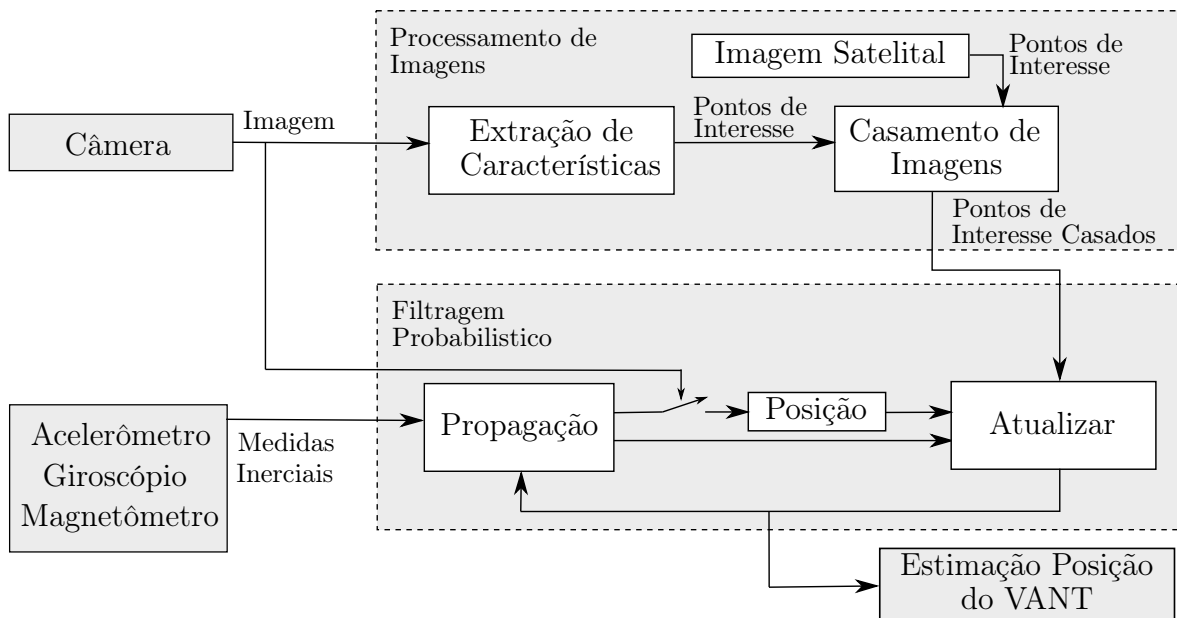 Processamento de
Imagens
Imagem Satelital
Pontos de
Interesse
Câmera
Imagem
Extração de
Características
Pontos de
Interesse
Casamento de
Imagens
Pontos de
Interesse Casados
Filtragem
Probabilistico
Acelerômetro
Giroscópio
Magnetômetro
Medidas
Inerciais
Propagação
Posição
Atualizar
Estimação Posição
do VANT